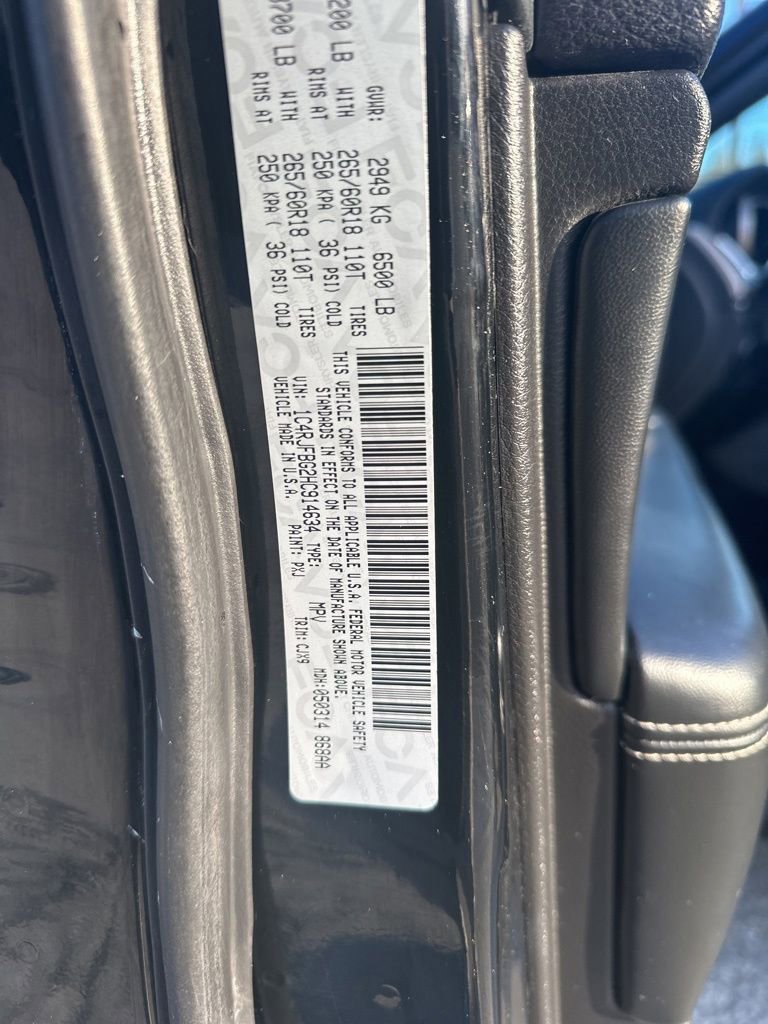 GVWR: 2949 KG 6500 LB
200 LB WITH 265/60R18 110T TIRES
RIMS AT 250 KPA ( 36 PSI) COLD
700 LB WITH 265/60R18 110T TIRES
RIMS AT 250 KPA ( 36 PSI) COLD
THIS VEHICLE CONFORMS TO ALL APPLICABLE U.S.A. FEDERAL MOTOR VEHICLE SAFETY
STANDARDS IN EFFECT ON THE DATE OF MANUFACTURE SHOWN ABOVE.
VIN: 1C4RJFBG2HC914634 TYPE: MPV MDH:050314 868AA
VEHICLE MADE IN U.S.A. PAINT: PXJ TRIM:CJX9